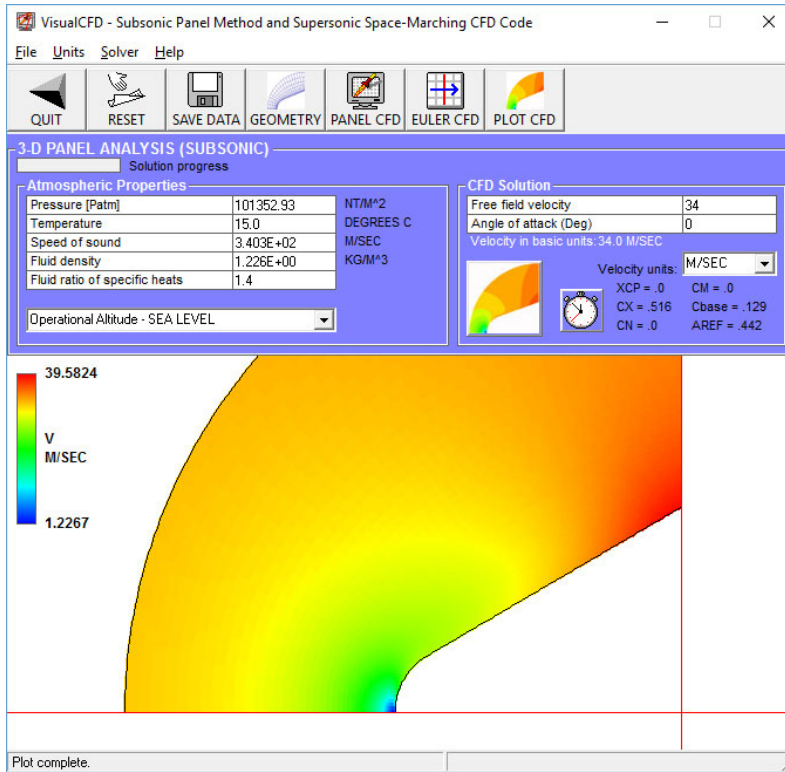 VisualCFD - Subsonic Panel Method and Supersonic Space-Marching CFD Code
File Units Solver Help
QUIT RESET SAVE DATA GEOMETRY PANEL CFD EULER CFD PLOT CFD
3-D PANEL ANALYSIS (SUBSONIC)
Solution progress
Atmospheric Properties
Pressure [Patm] 101352.93 NT/M^2
Temperature 15.0 DEGREES C
Speed of sound 3.403E+02 M/SEC
Fluid density 1.226E+00 KG/M^3
Fluid ratio of specific heats 1.4
Operational Altitude - SEA LEVEL
CFD Solution
Free field velocity 34
Angle of attack (Deg) 0
Velocity in basic units: 34.0 M/SEC
Velocity units: M/SEC
XCP = .0 CM = .0
CX = .516 Cbase = .129
CN = .0 AREF = .442
39.5824
V
M/SEC
1.2267
Plot complete.